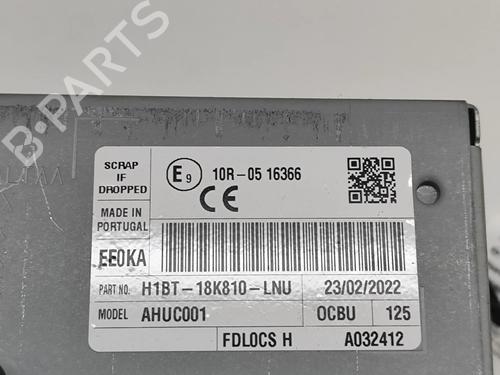 B-PARTS
SCRAP
IF
DROPPED
E9 10R-05 16366
CE
MADE IN
PORTUGAL
EE0KA
PART NO. H1BT-18K810-LNU 23/02/2022
MODEL AHUC001 OCBU 125
FDLOCS H A032412